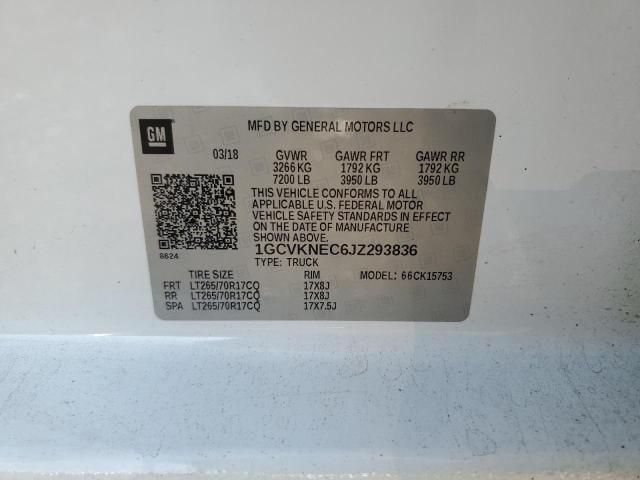 GM
MFD BY GENERAL MOTORS LLC
03/18 GVWR GAWR FRT GAWR RR
3266 KG 1792 KG 1792 KG
7200 LB 3950 LB 3950 LB
THIS VEHICLE CONFORMS TO ALL
APPLICABLE U.S. FEDERAL MOTOR
VEHICLE SAFETY STANDARDS IN EFFECT
ON THE DATE OF MANUFACTURE
SHOWN ABOVE.
8624
1GCVKNEC6JZ293836
TYPE: TRUCK MODEL: 66CK15753
TIRE SIZE RIM
FRT LT265/70R17CQ 17X8J
RR LT265/70R17CQ 17X8J
SPA LT265/70R17CQ 17X7.5J